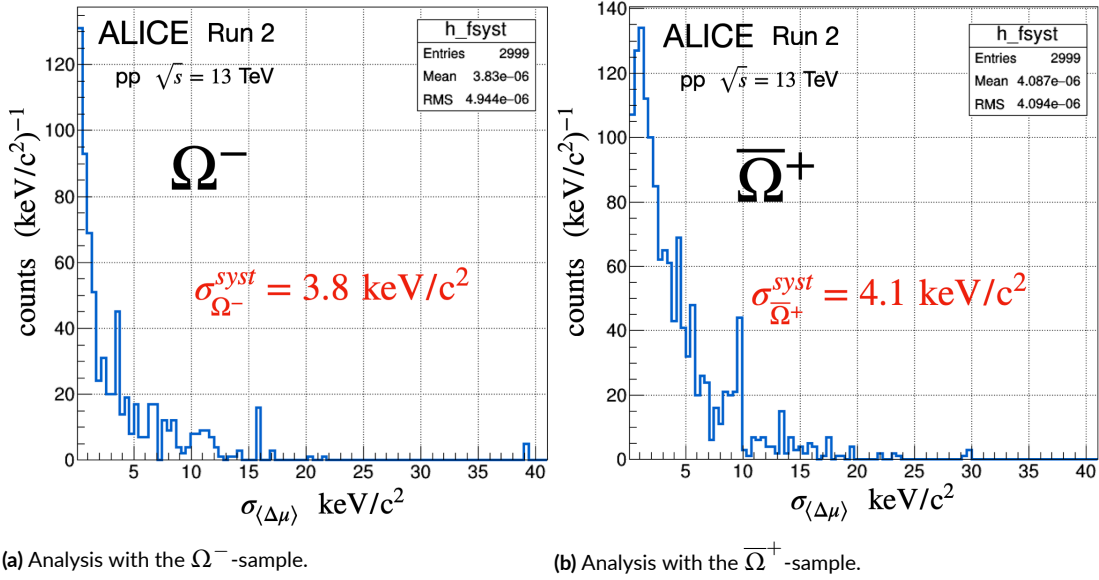 ALICE Run 2
pp √s = 13 TeV
h_fsyst
Entries 2999
Mean 3.83e−06
RMS 4.944e−06
Ω−
σ^{syst}_{Ω−} = 3.8 keV/c²
counts (keV/c²)−1
0 20 40 60 80 100 120
5 10 15 20 25 30 35 40
σ⟨Δμ⟩ keV/c²
(a) Analysis with the Ω− -sample.
ALICE Run 2
pp √s = 13 TeV
h_fsyst
Entries 2999
Mean 4.087e−06
RMS 4.094e−06
Ω̅+
σ^{syst}_{Ω̅+} = 4.1 keV/c²
counts (keV/c²)−1
0 20 40 60 80 100 120 140
5 10 15 20 25 30 35 40
σ⟨Δμ⟩ keV/c²
(b) Analysis with the Ω̅+ -sample.